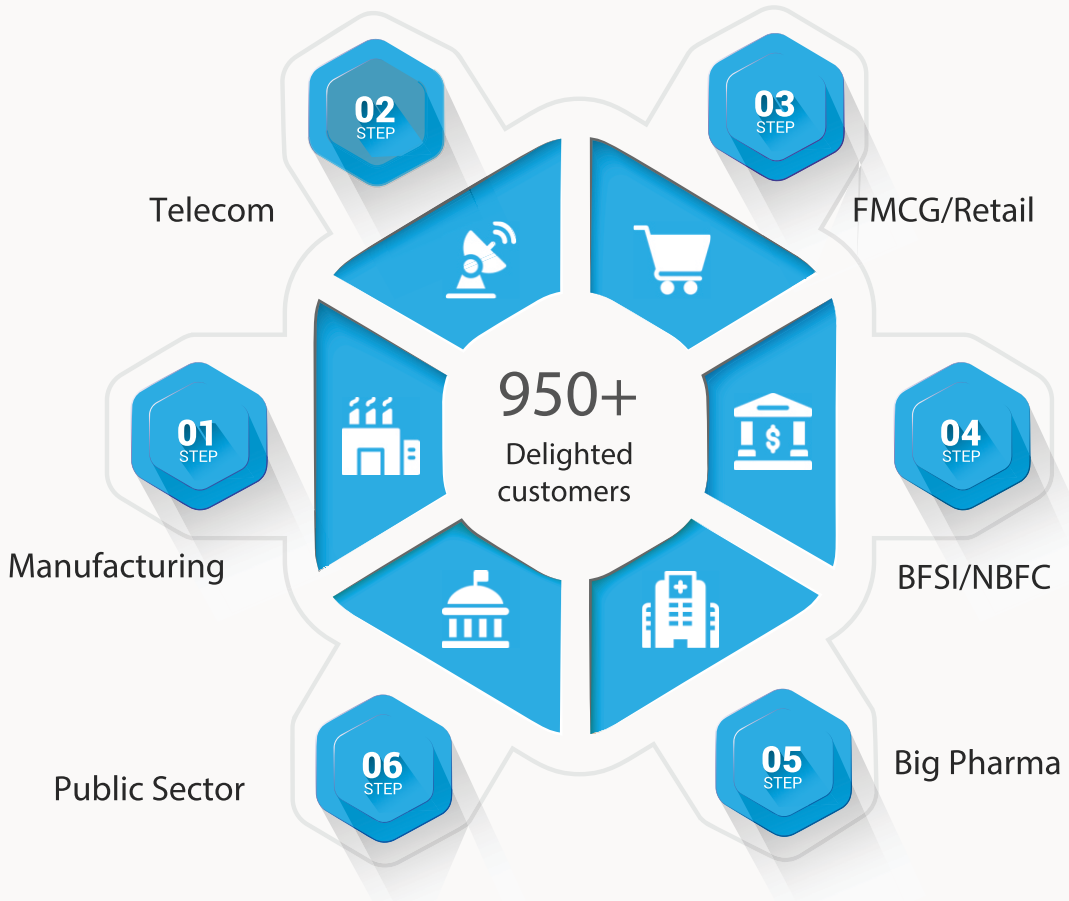 02
STEP
Telecom
03
STEP
FMCG/Retail
01
STEP
Manufacturing
950+
Delighted
customers
$
04
STEP
BFSI/NBFC
06
STEP
Public Sector
05
STEP
Big Pharma